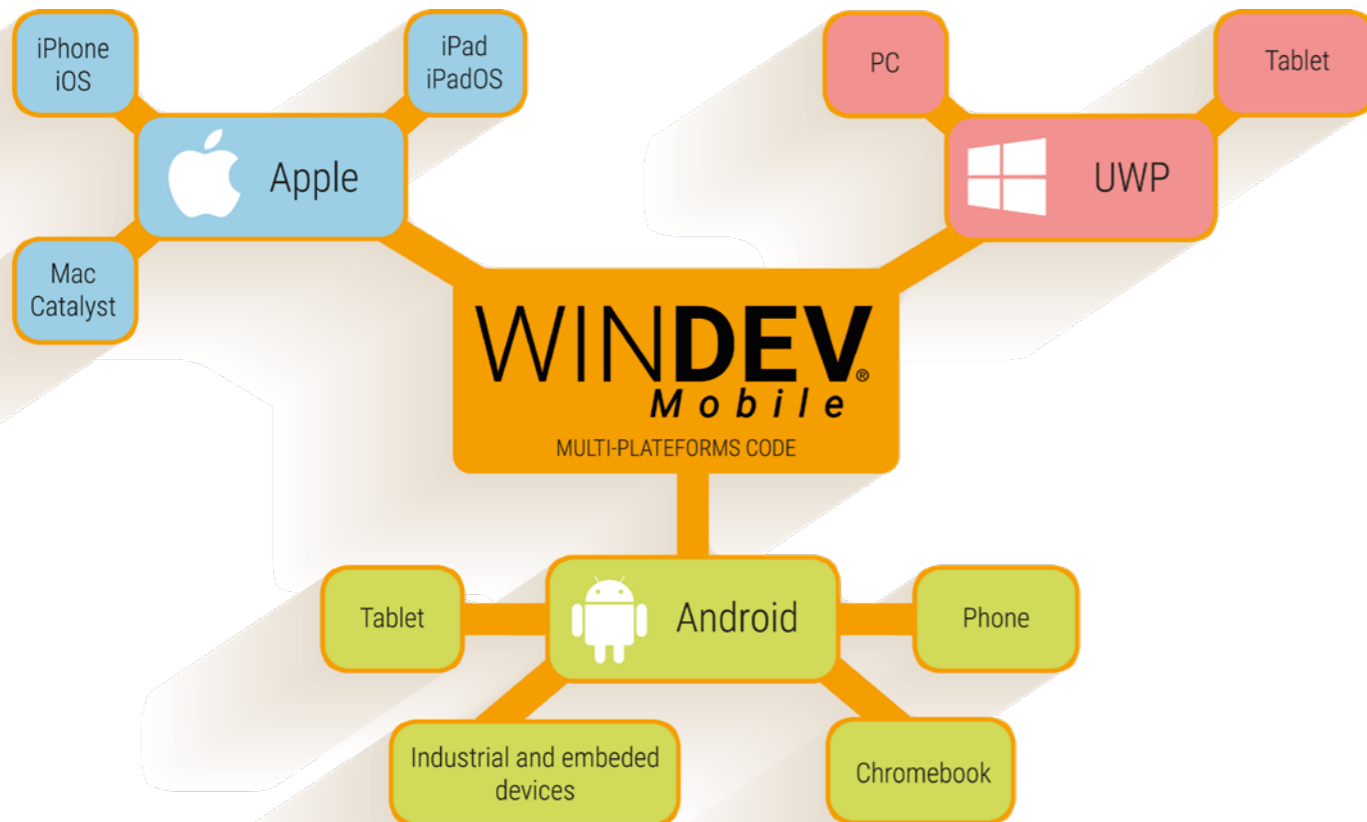 iPhone
iOS
iPad
iPadOS
PC
Tablet
Apple
UWP
Mac
Catalyst
WINDEV®
Mobile
MULTI-PLATEFORMS CODE
Tablet
Android
Phone
Industrial and embeded
devices
Chromebook